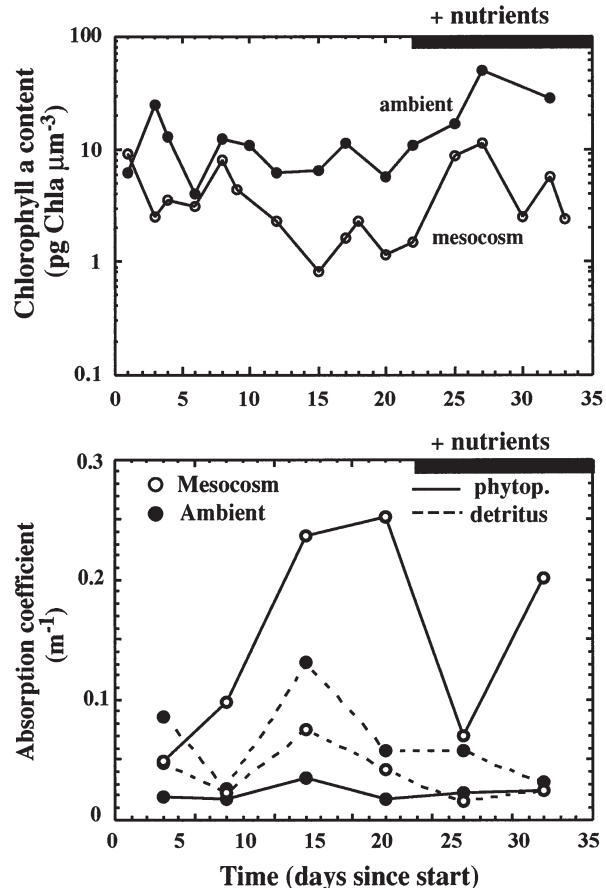 + nutrients
100
10
1
0.1
Chlorophyll a content
(pg Chla μm-3)
ambient
mesocosm
0 5 10 15 20 25 30 35
+ nutrients
0.3
0.2
0.1
0
Absorption coefficient
(m-1)
Mesocosm
Ambient
phytop.
detritus
0 5 10 15 20 25 30 35
Time (days since start)